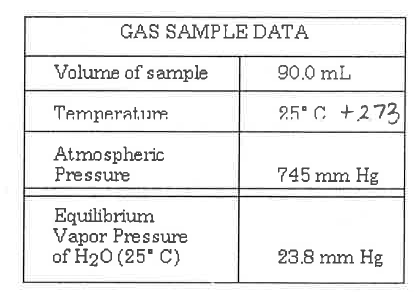 GAS SAMPLE DATA
Volume of sample 90.0 mL
Temperature 25° C +273
Atmospheric
Pressure 745 mm Hg
Equilibrium
Vapor Pressure
of H2O (25° C) 23.8 mm Hg